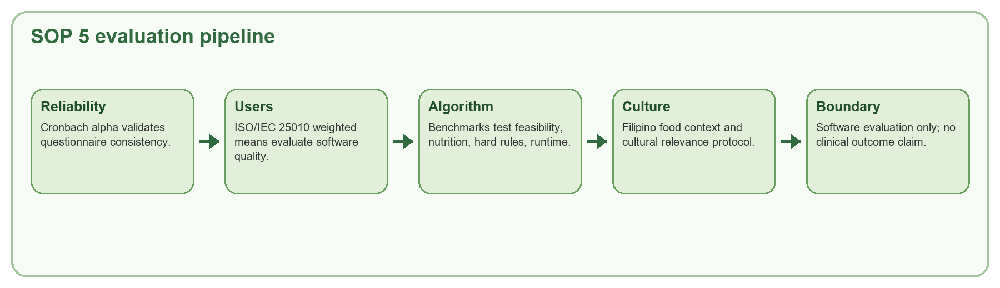 SOP 5 evaluation pipeline
Reliability
Cronbach alpha validates
questionnaire consistency.
Users
ISO/IEC 25010 weighted
means evaluate software
quality.
Algorithm
Benchmarks test feasibility,
nutrition, hard rules, runtime.
Culture
Filipino food context and
cultural relevance protocol.
Boundary
Software evaluation only; no
clinical outcome claim.